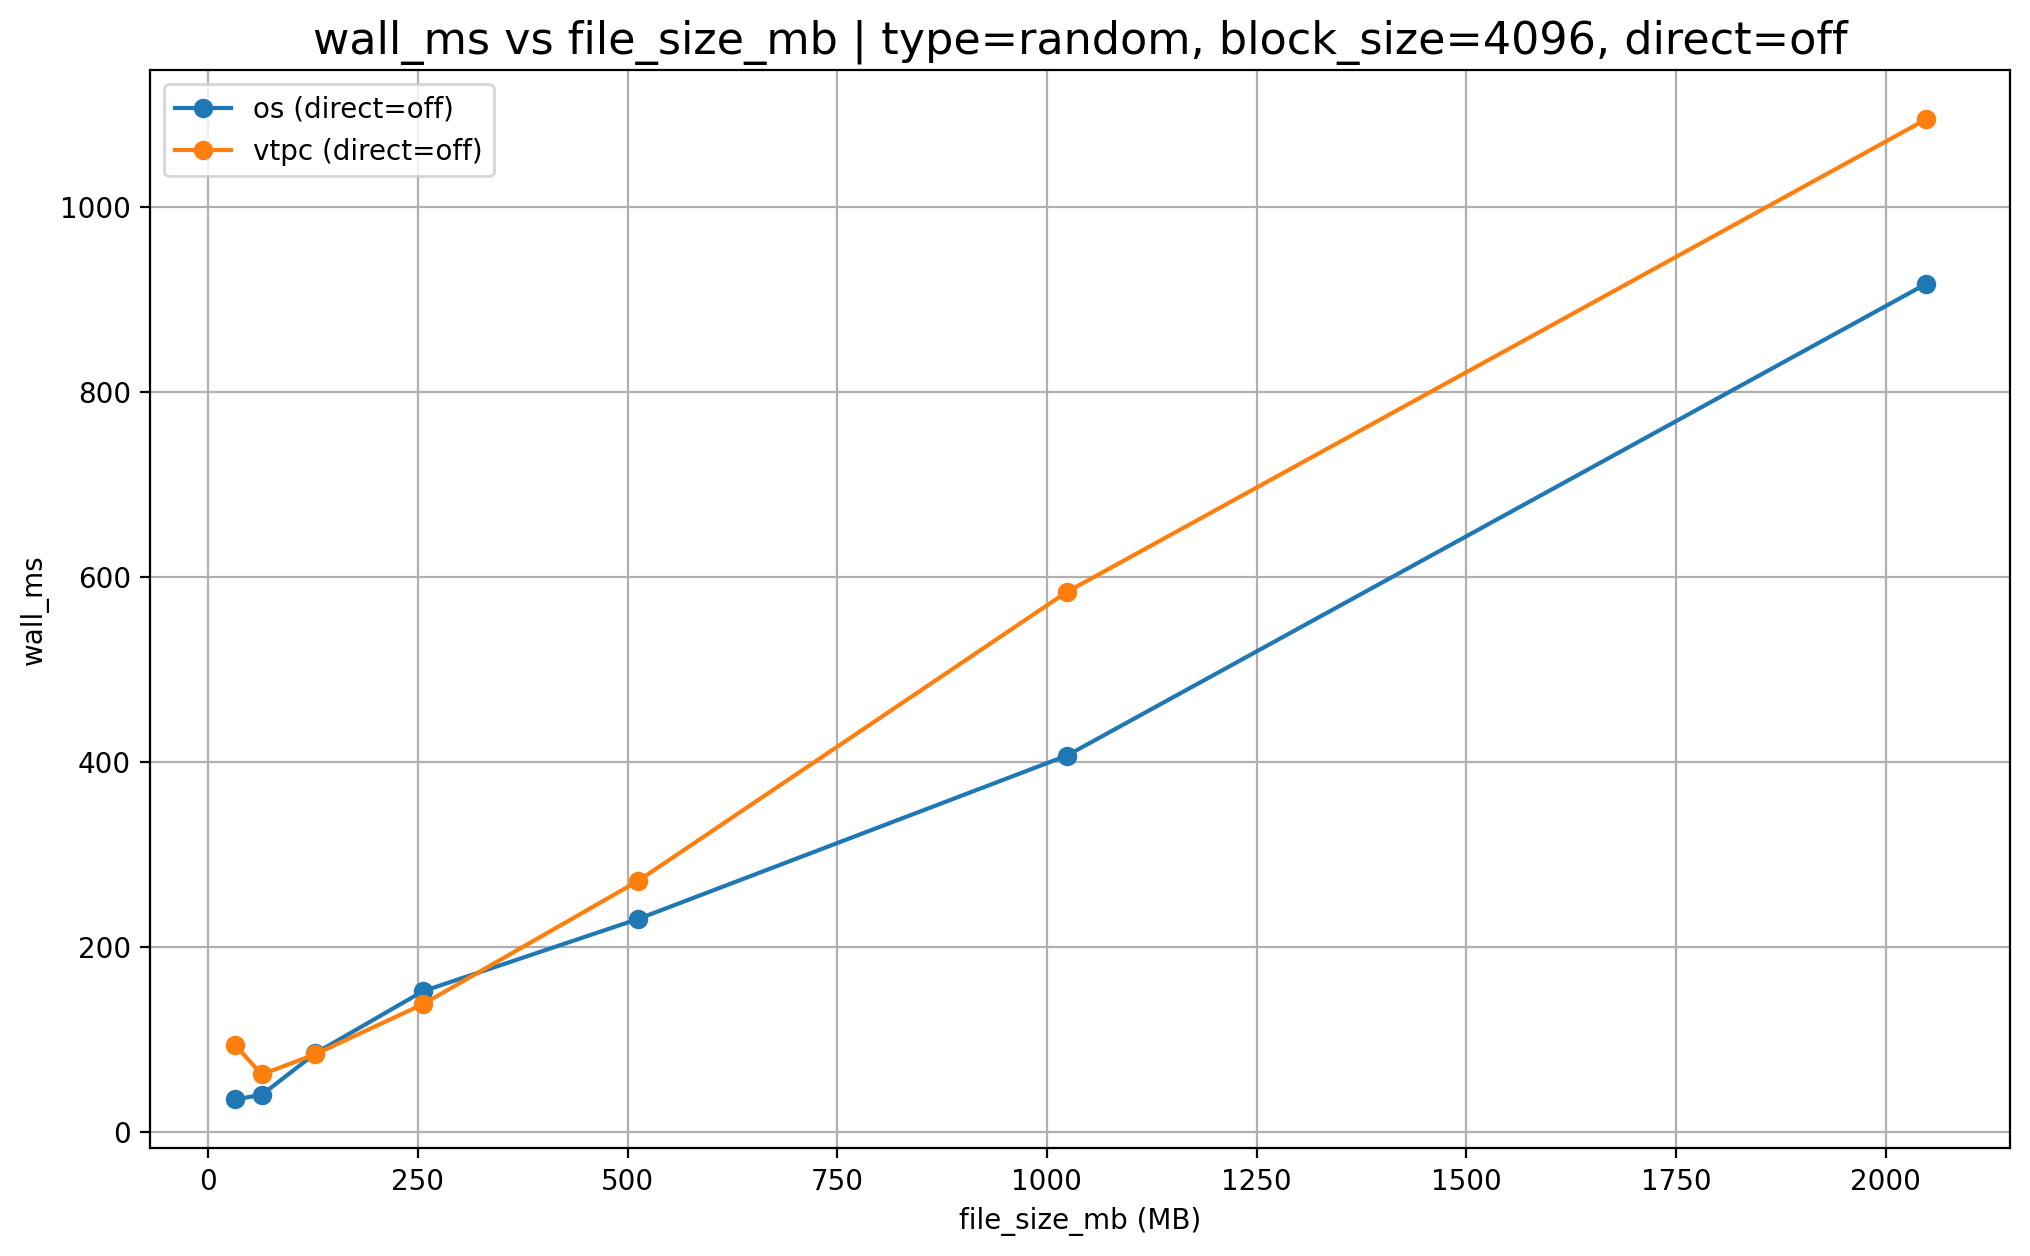 wall_ms vs file_size_mb | type=random, block_size=4096, direct=off
os (direct=off)
vtpc (direct=off)
1000
800
600
400
200
0
wall_ms
0 250 500 750 1000 1250 1500 1750 2000
file_size_mb (MB)